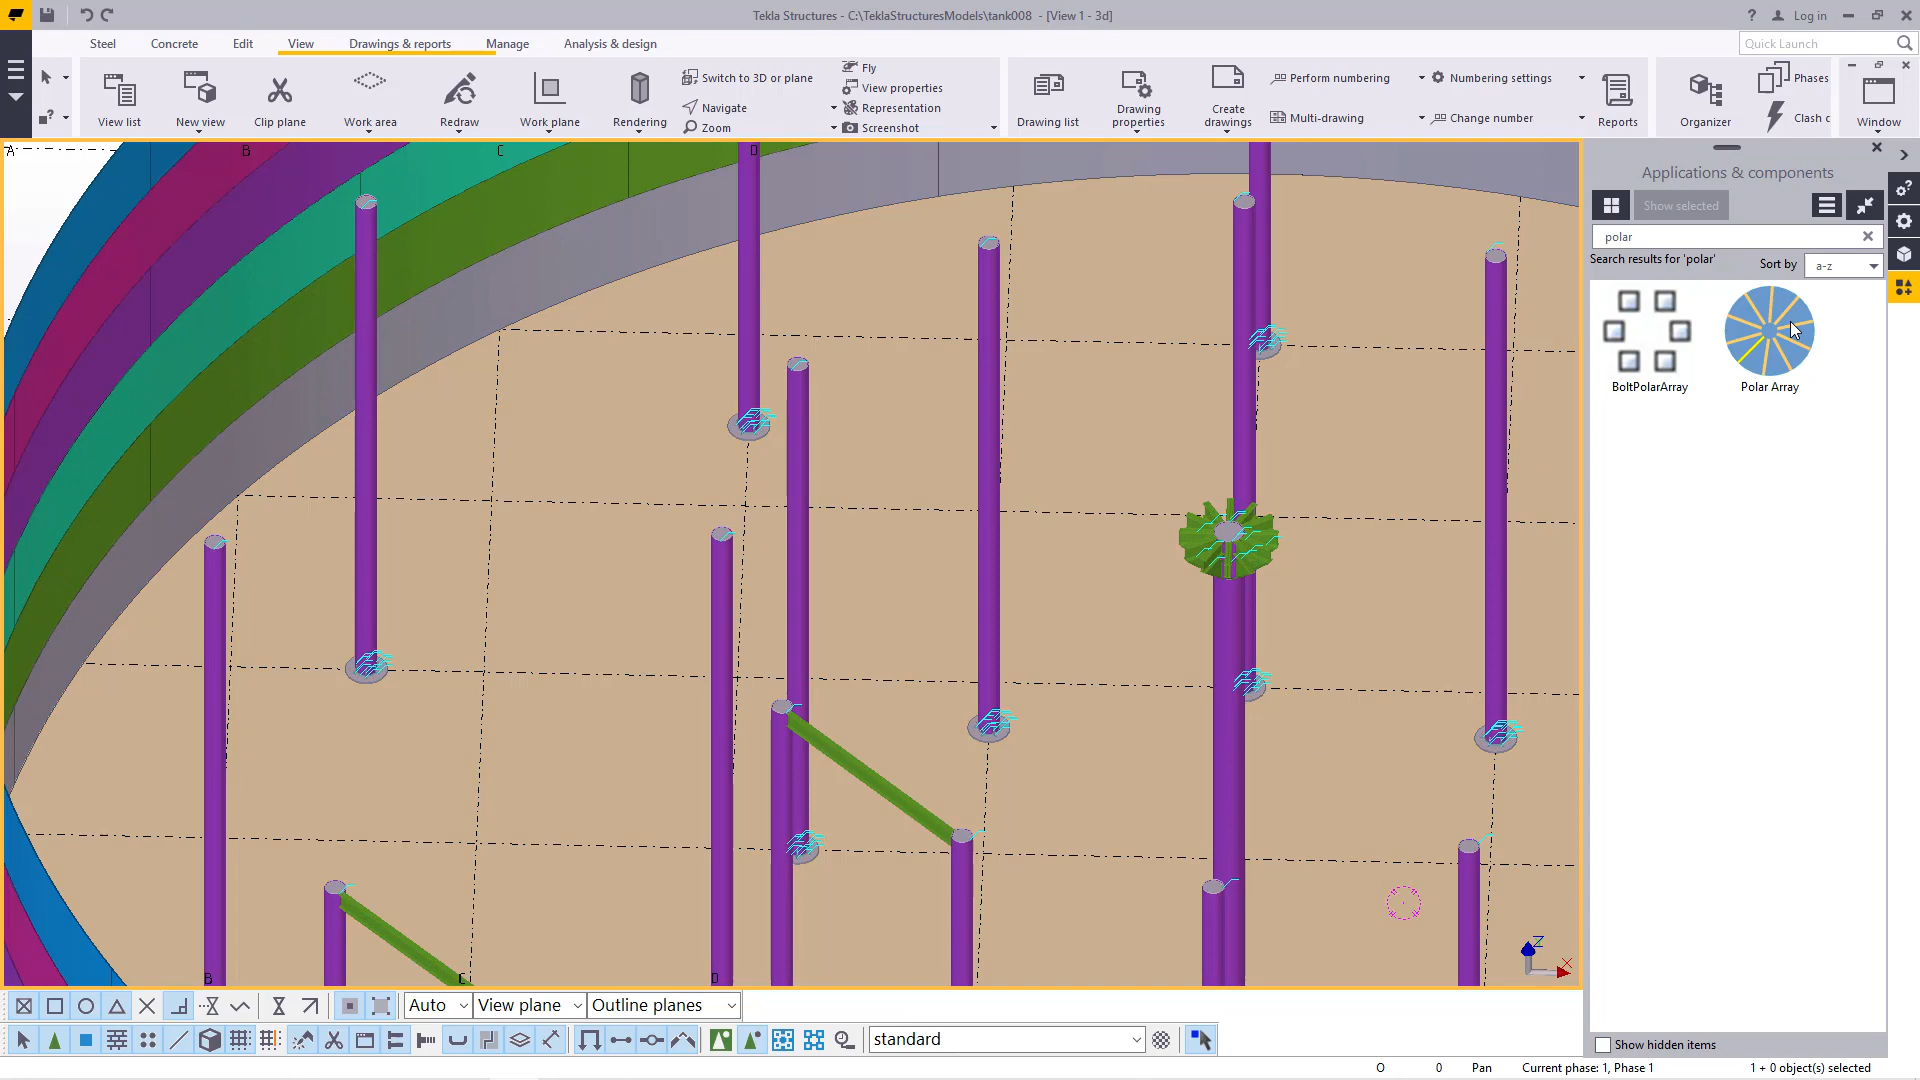 Tekla Structures - C:\TeklaStructuresModels\tank008 - [View 1 - 3d]
? Log in
Steel Concrete Edit View Drawings & reports Manage Analysis & design
Quick Launch
View list
New view
Clip plane
Work area
Redraw
Work plane
Rendering
Switch to 3D or plane
Navigate
Zoom
Fly
View properties
Representation
Screenshot
Drawing list
Drawing properties
Create drawings
Perform numbering
Multi-drawing
Numbering settings
Change number
Reports
Organizer
Phases
Clash c
Window
A B C D
Applications & components
Show selected
polar
Search results for 'polar'
Sort by
a-z
BoltPolarArray
Polar Array
B C D
Z
X
Show hidden items
Auto
View plane
Outline planes
standard
O 0 Pan Current phase: 1, Phase 1 1 + 0 object(s) selected